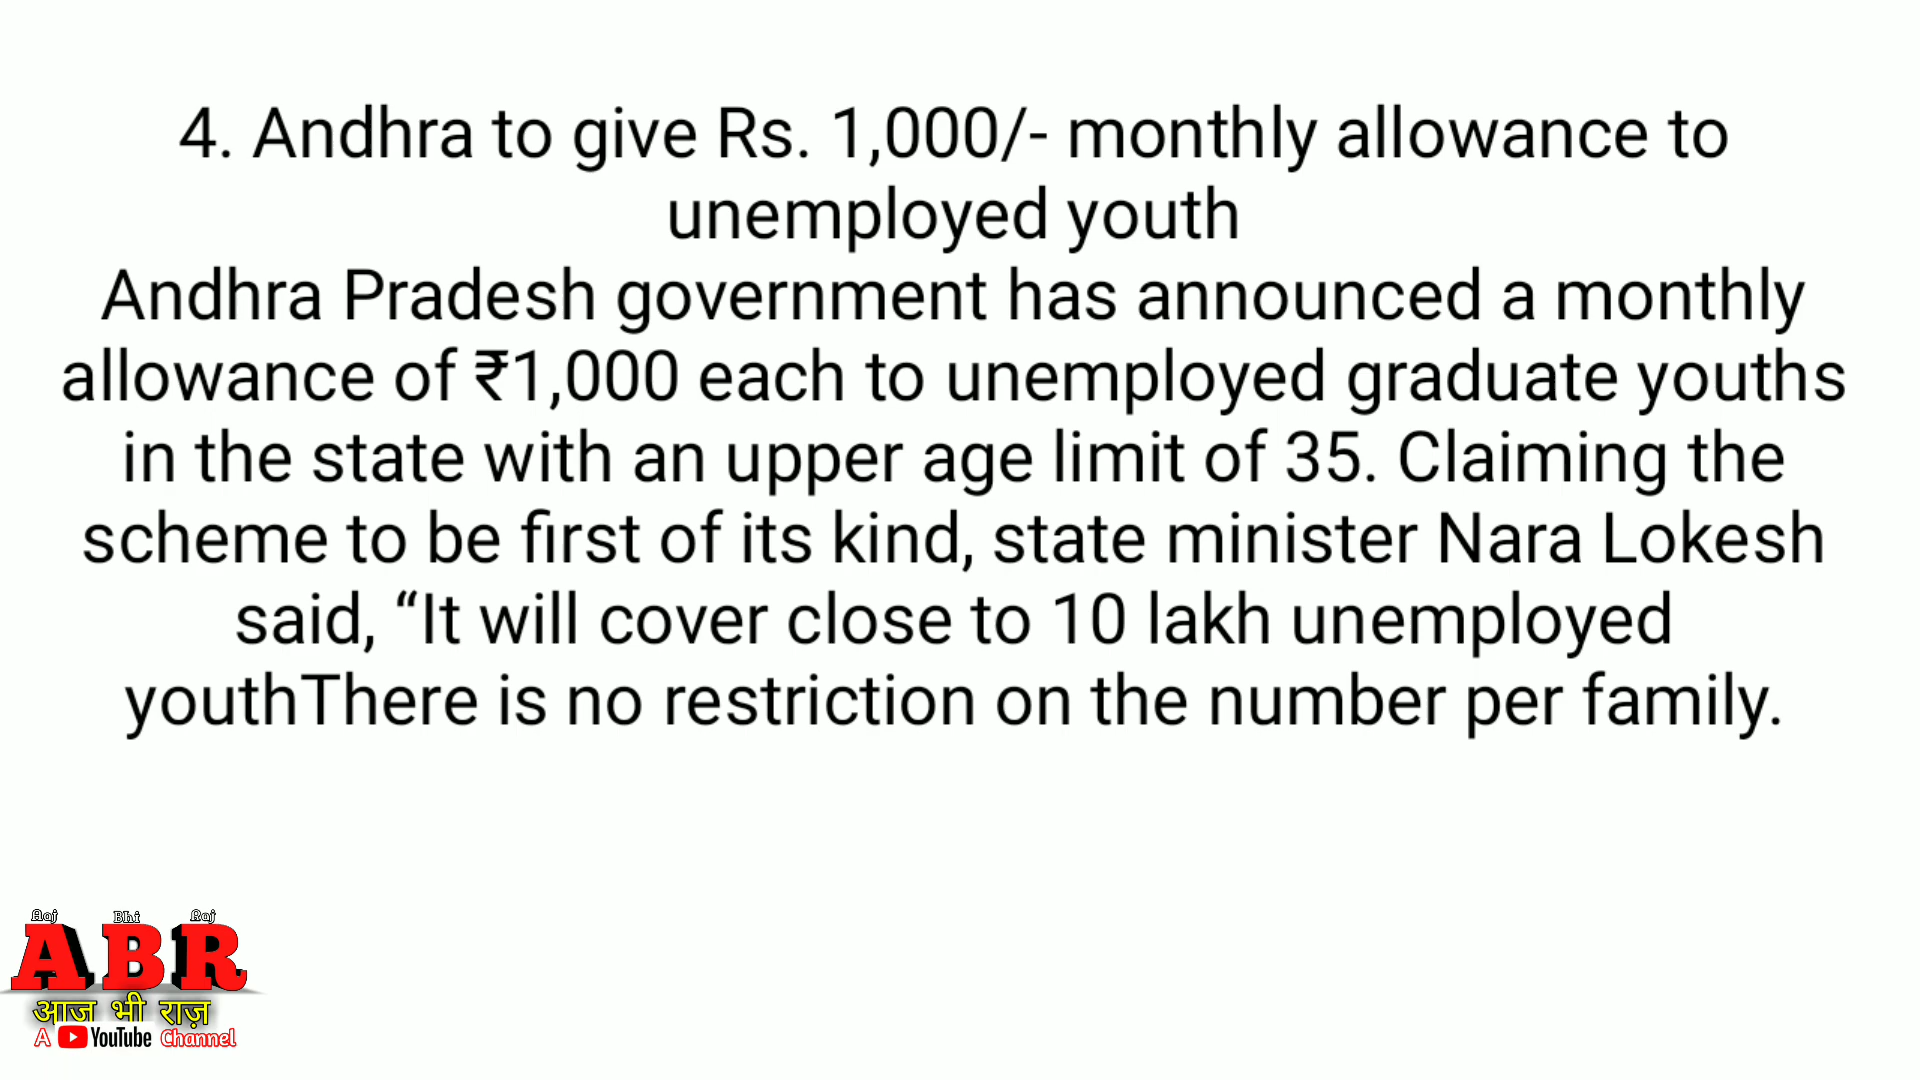 4. Andhra to give Rs. 1,000/- monthly allowance to
unemployed youth
Andhra Pradesh government has announced a monthly
allowance of ₹1,000 each to unemployed graduate youths
in the state with an upper age limit of 35. Claiming the
scheme to be first of its kind, state minister Nara Lokesh
said, “It will cover close to 10 lakh unemployed
youthThere is no restriction on the number per family.
Aaj Bhi Raj
ABR
आज भी राज़
A YouTube Channel